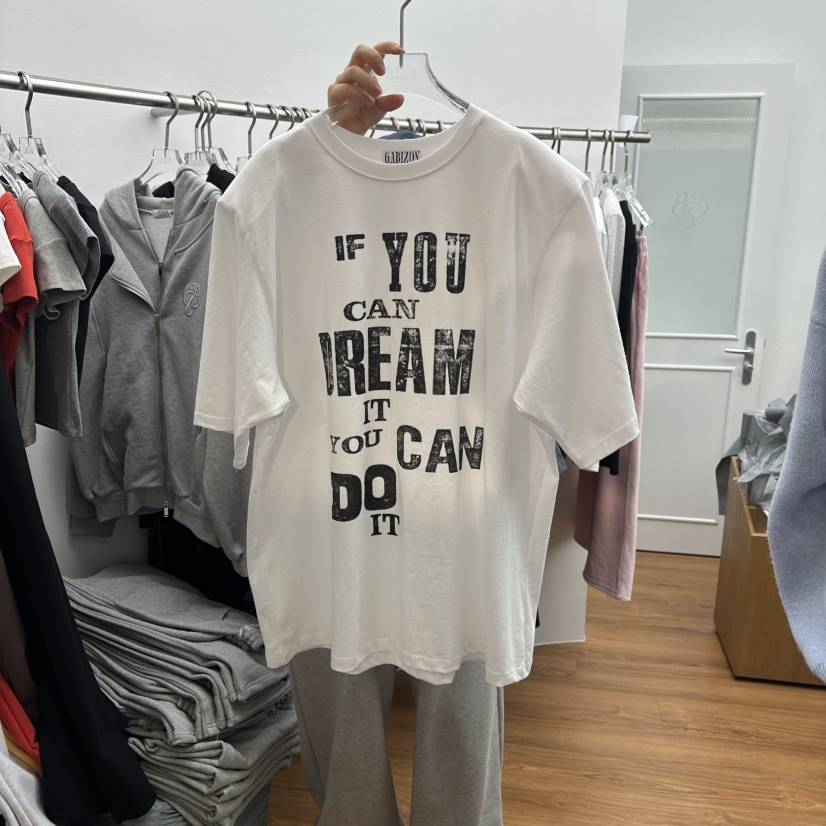 GABIZON
IF YOU
CAN
DREAM
IT
YOU CAN
DO
IT